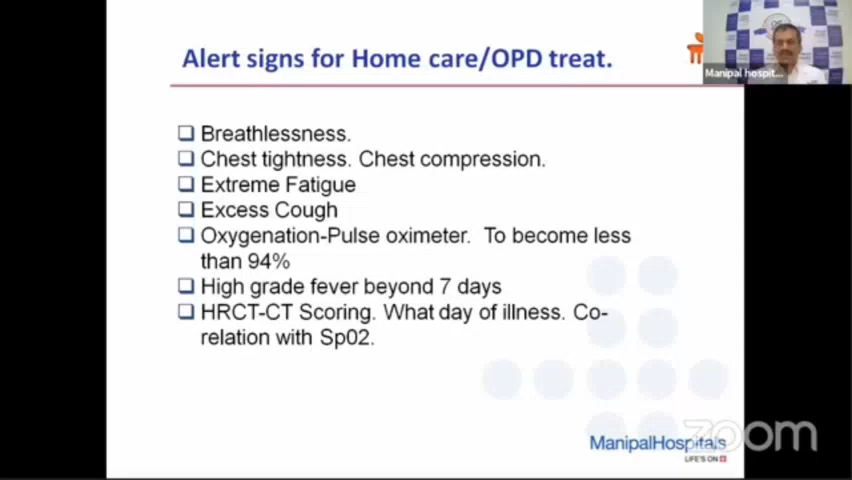 Alert signs for Home care/OPD treat.
Manipal hospit...
Breathlessness.
Chest tightness. Chest compression.
Extreme Fatigue
Excess Cough
Oxygenation-Pulse oximeter. To become less
than 94%
High grade fever beyond 7 days
HRCT-CT Scoring. What day of illness. Co-
relation with Sp02.
ManipalHospitals
LIFE'S ON
zoom